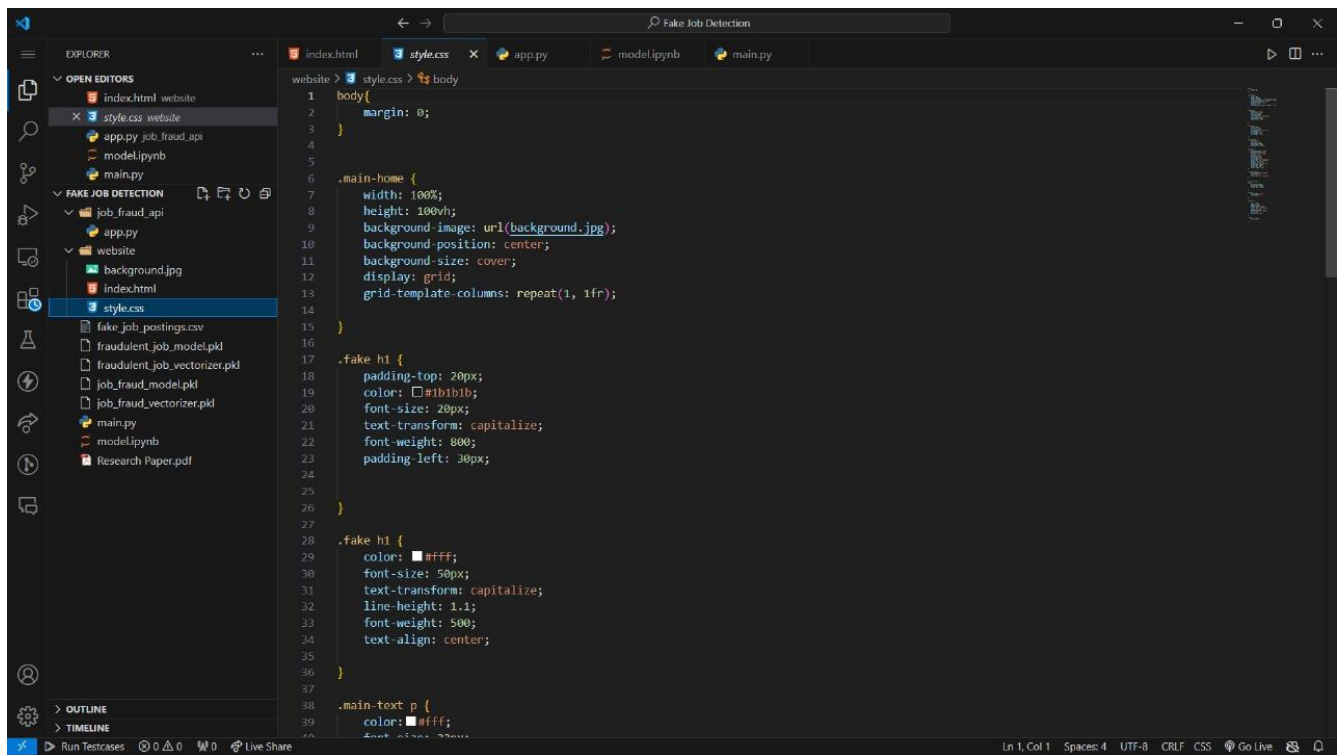 Fake Job Detection
EXPLORER
index.html
style.css
app.py
model.ipynb
main.py
OPEN EDITORS
index.html website
style.css website
app.py job_fraud_api
model.ipynb
main.py
FAKE JOB DETECTION
job_fraud_api
app.py
website
background.jpg
index.html
style.css
fake_job_postings.csv
fraudulent_job_model.pkl
fraudulent_job_vectorizer.pkl
job_fraud_model.pkl
job_fraud_vectorizer.pkl
main.py
model.ipynb
Research Paper.pdf
OUTLINE
TIMELINE
website > style.css > body
1 body{
2 margin: 0;
3 }
4
5
6 .main-home {
7 width: 100%;
8 height: 100vh;
9 background-image: url(background.jpg);
10 background-position: center;
11 background-size: cover;
12 display: grid;
13 grid-template-columns: repeat(1, 1fr);
14
15 }
16
17 .fake h1 {
18 padding-top: 20px;
19 color: #1b1b1b;
20 font-size: 20px;
21 text-transform: capitalize;
22 font-weight: 800;
23 padding-left: 30px;
24
25
26 }
27
28 .fake h1 {
29 color: #fff;
30 font-size: 50px;
31 text-transform: capitalize;
32 line-height: 1.1;
33 font-weight: 500;
34 text-align: center;
35
36 }
37
38 .main-text p {
39 color: #fff;
Run Testcases 0 0 0 Live Share
Ln 1, Col 1 Spaces: 4 UTF-8 CRLF CSS Go Live